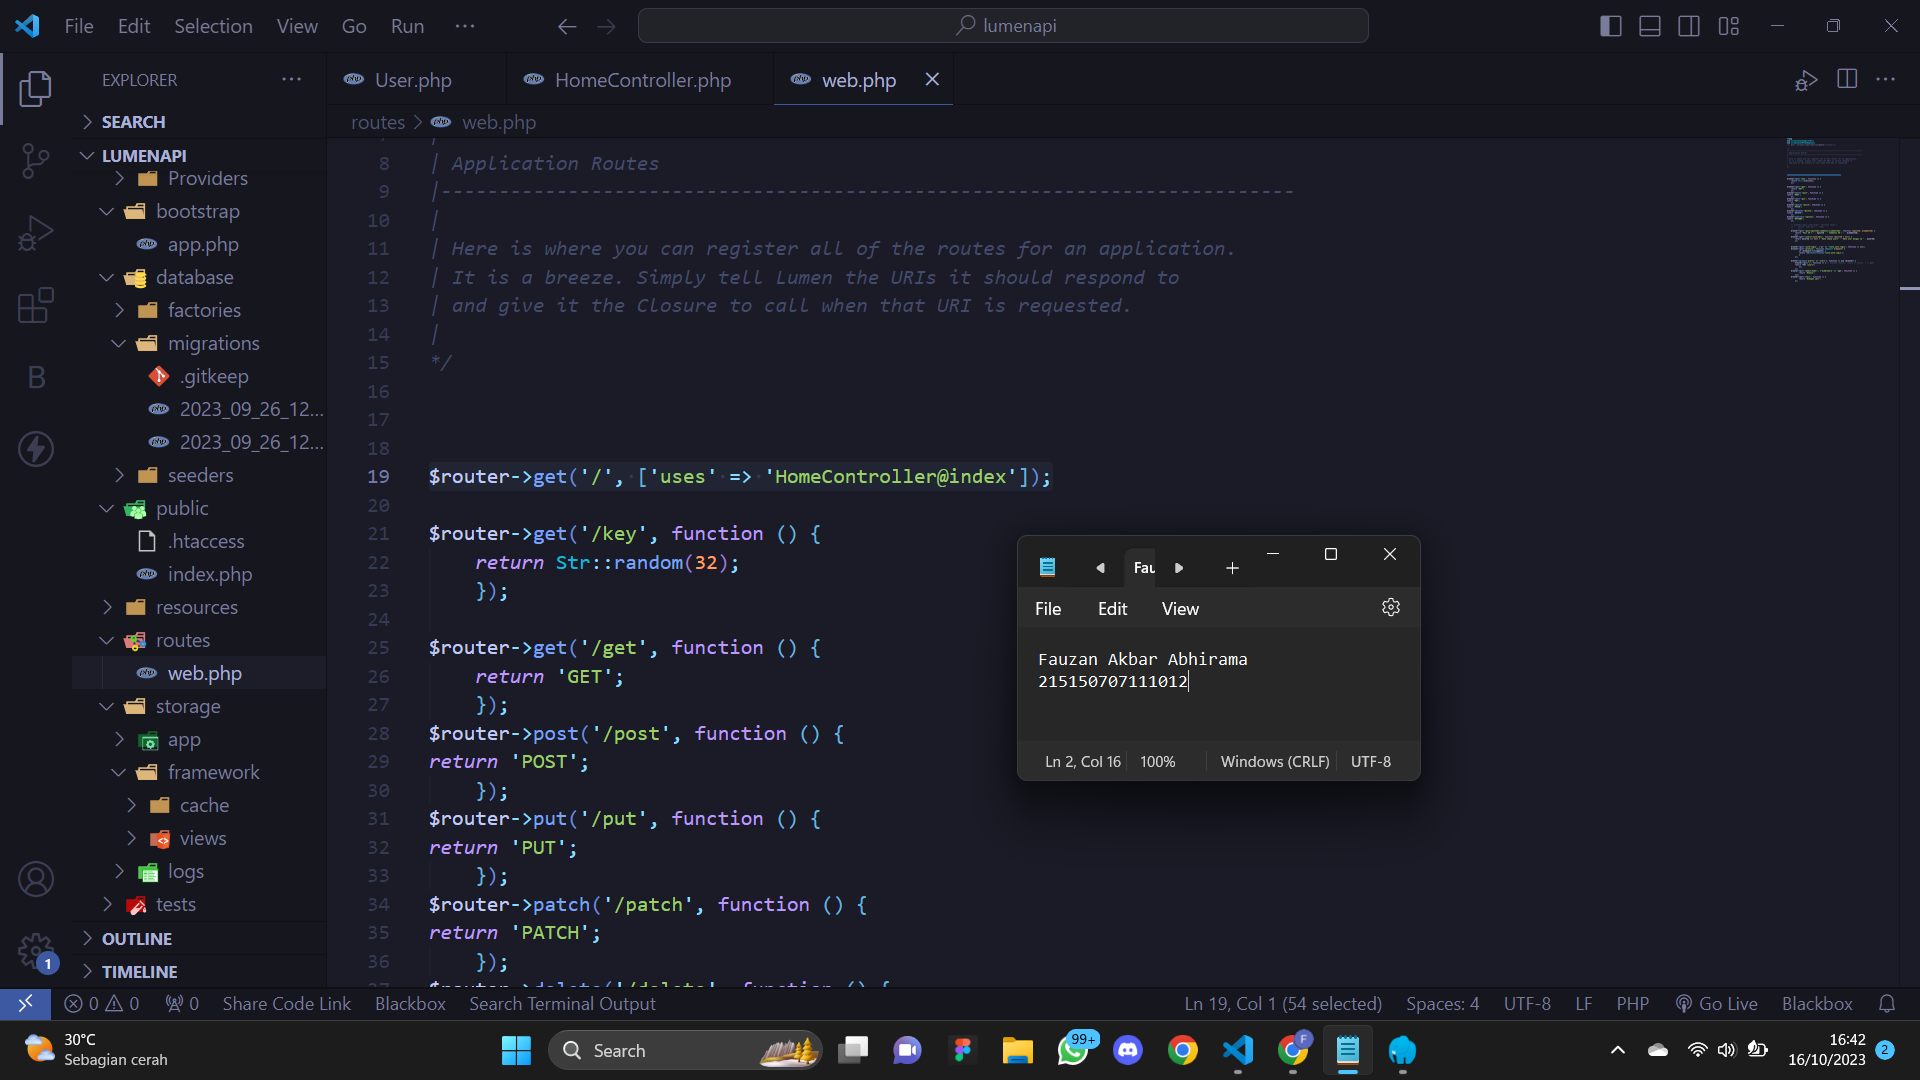 File Edit Selection View Go Run ···
lumenapi
EXPLORER ···
User.php HomeController.php web.php
SEARCH
routes > web.php
LUMENAPI
Providers
bootstrap
app.php
database
factories
migrations
.gitkeep
2023_09_26_12...
2023_09_26_12...
seeders
public
.htaccess
index.php
resources
routes
web.php
storage
app
framework
cache
views
logs
tests
OUTLINE
TIMELINE
8 | Application Routes
9 |--------------------------------------------------------------------------
10 |
11 | Here is where you can register all of the routes for an application.
12 | It is a breeze. Simply tell Lumen the URIs it should respond to
13 | and give it the Closure to call when that URI is requested.
14 |
15 */
16
17
18
19 $router->get('/', ['uses' => 'HomeController@index']);
20
21 $router->get('/key', function () {
22 return Str::random(32);
23 });
24
25 $router->get('/get', function () {
26 return 'GET';
27 });
28 $router->post('/post', function () {
29 return 'POST';
30 });
31 $router->put('/put', function () {
32 return 'PUT';
33 });
34 $router->patch('/patch', function () {
35 return 'PATCH';
36 });
37 $router->delete('/delete', function () {
Fau
File Edit View
Fauzan Akbar Abhirama
215150707111012
Ln 2, Col 16 100% Windows (CRLF) UTF-8
B
1
0 0 0 Share Code Link Blackbox Search Terminal Output Ln 19, Col 1 (54 selected) Spaces: 4 UTF-8 LF PHP Go Live Blackbox
30°C
Sebagian cerah
Search
99+
F
16:42
16/10/2023
2